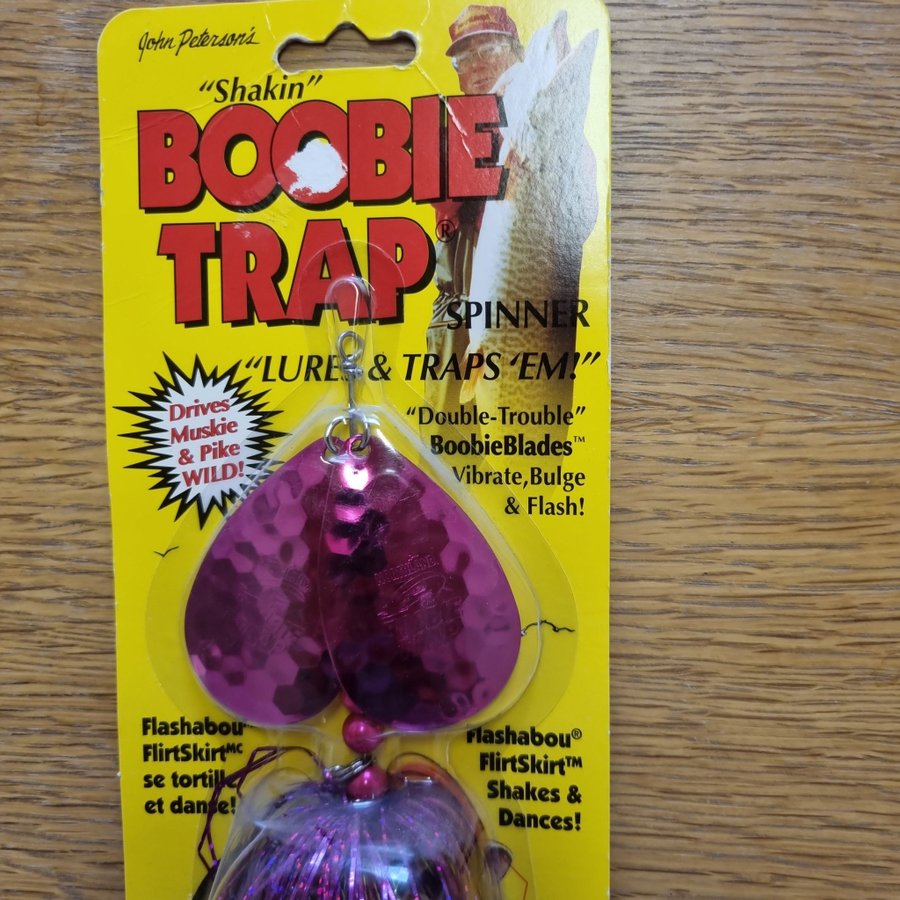 John Peterson's
"Shakin"
BOOBIE
TRAP®
SPINNER
"LURES & TRAPS 'EM!"
Drives
Muskie
& Pike
WILD!
"Double-Trouble"
BoobieBlades™
Vibrate, Bulge
& Flash!
Flashabou
FlirtSkirt MC
se tortille
et danse!
Flashabou®
FlirtSkirt™
Shakes &
Dances!